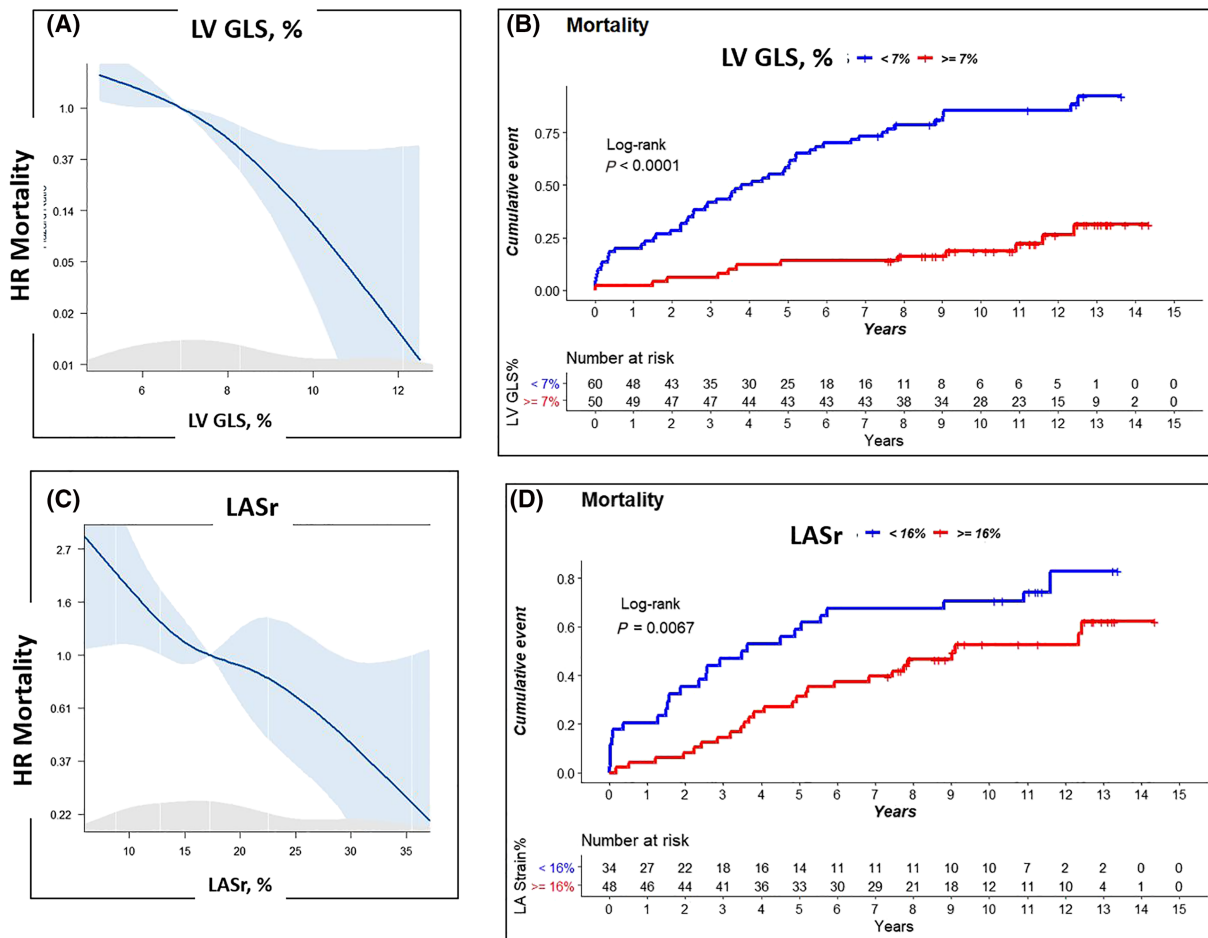 (A) LV GLS, %
HR Mortality
1.0
0.37
0.14
0.05
0.02
0.01
6 8 10 12
LV GLS, %
(B) Mortality
LV GLS, % < 7% >= 7%
Log-rank
P < 0.0001
Cumulative event
0.75
0.50
0.25
0.00
0 1 2 3 4 5 6 7 8 9 10 11 12 13 14 15
Years
Number at risk
LV GLS%
< 7% 60 48 43 35 30 25 18 16 11 8 6 6 5 1 0 0
>= 7% 50 49 47 47 44 43 43 43 38 34 28 23 15 9 2 0
0 1 2 3 4 5 6 7 8 9 10 11 12 13 14 15
Years
(C) LASr
HR Mortality
2.7
1.6
1.0
0.61
0.37
0.22
10 15 20 25 30 35
LASr, %
(D) Mortality
LASr < 16% >= 16%
Log-rank
P = 0.0067
Cumulative event
0.8
0.6
0.4
0.2
0.0
0 1 2 3 4 5 6 7 8 9 10 11 12 13 14 15
Years
Number at risk
LA Strain%
< 16% 34 27 22 18 16 14 11 11 11 10 10 7 2 2 0 0
>= 16% 48 46 44 41 36 33 30 29 21 18 12 11 10 4 1 0
0 1 2 3 4 5 6 7 8 9 10 11 12 13 14 15
Years